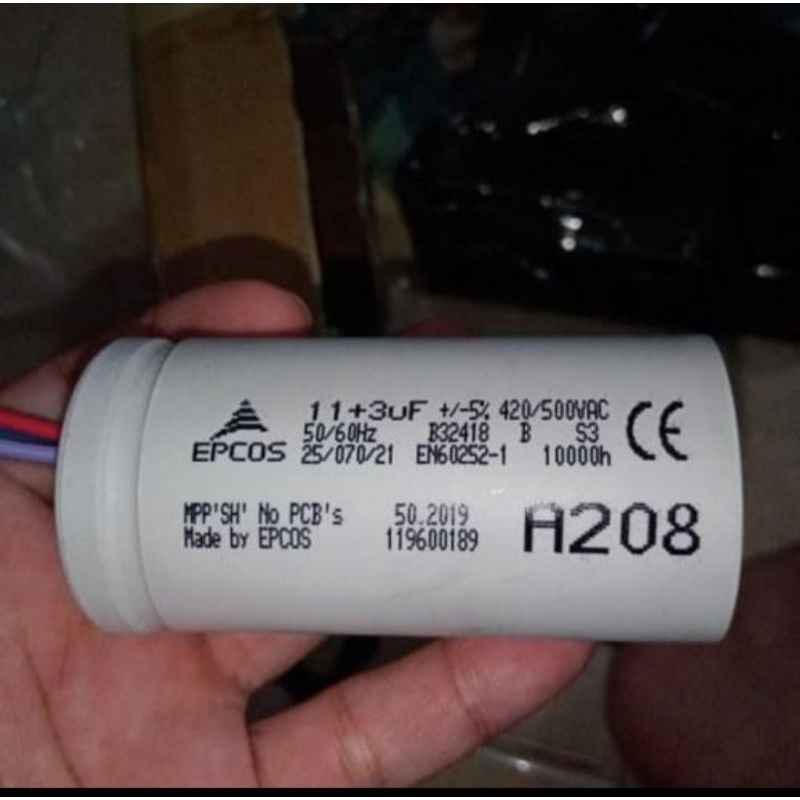 11+3uF +/-5% 420/500VAC
50/60Hz B32418 B S3
25/070/21 EN60252-1 10000h
EPCOS
CE
MPP'SH' No PCB's 50.2019
Made by EPCOS 119600189
A208